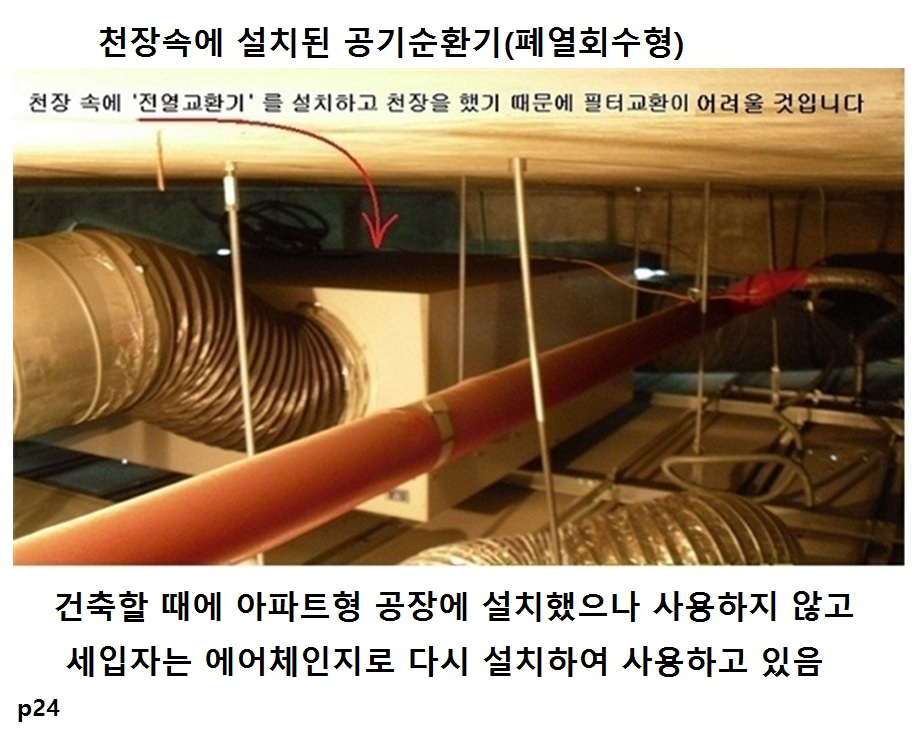 천장속에 설치된 공기순환기(폐열회수형)
천장 속에 '전열교환기' 를 설치하고 천장을 했기 때문에 필터교환이 어려울 것입니다
건축할 때에 아파트형 공장에 설치했으나 사용하지 않고
세입자는 에어체인지로 다시 설치하여 사용하고 있음
p24